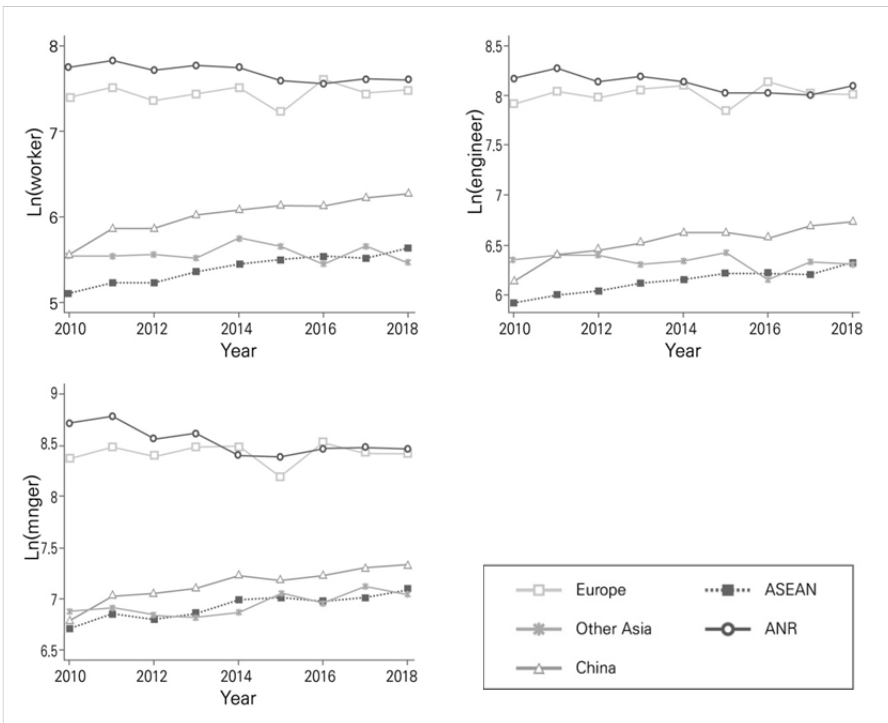 8
7
6
5
Ln(worker)
2010 2012 2014 2016 2018
Year
8.5
8
7.5
7
6.5
6
Ln(engineer)
2010 2012 2014 2016 2018
Year
9
8.5
8
7.5
7
6.5
Ln(mnger)
2010 2012 2014 2016 2018
Year
Europe ASEAN
Other Asia ANR
China